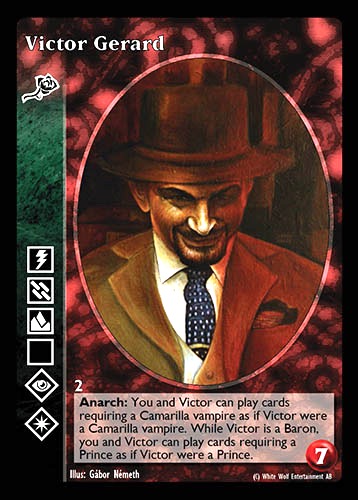 Victor Gerard
2
Anarch: You and Victor can play cards
requiring a Camarilla vampire as if Victor were
a Camarilla vampire. While Victor is a Baron,
you and Victor can play cards requiring a
Prince as if Victor were a Prince.
7
Illus: Gábor Németh
(C) White Wolf Entertainment AB